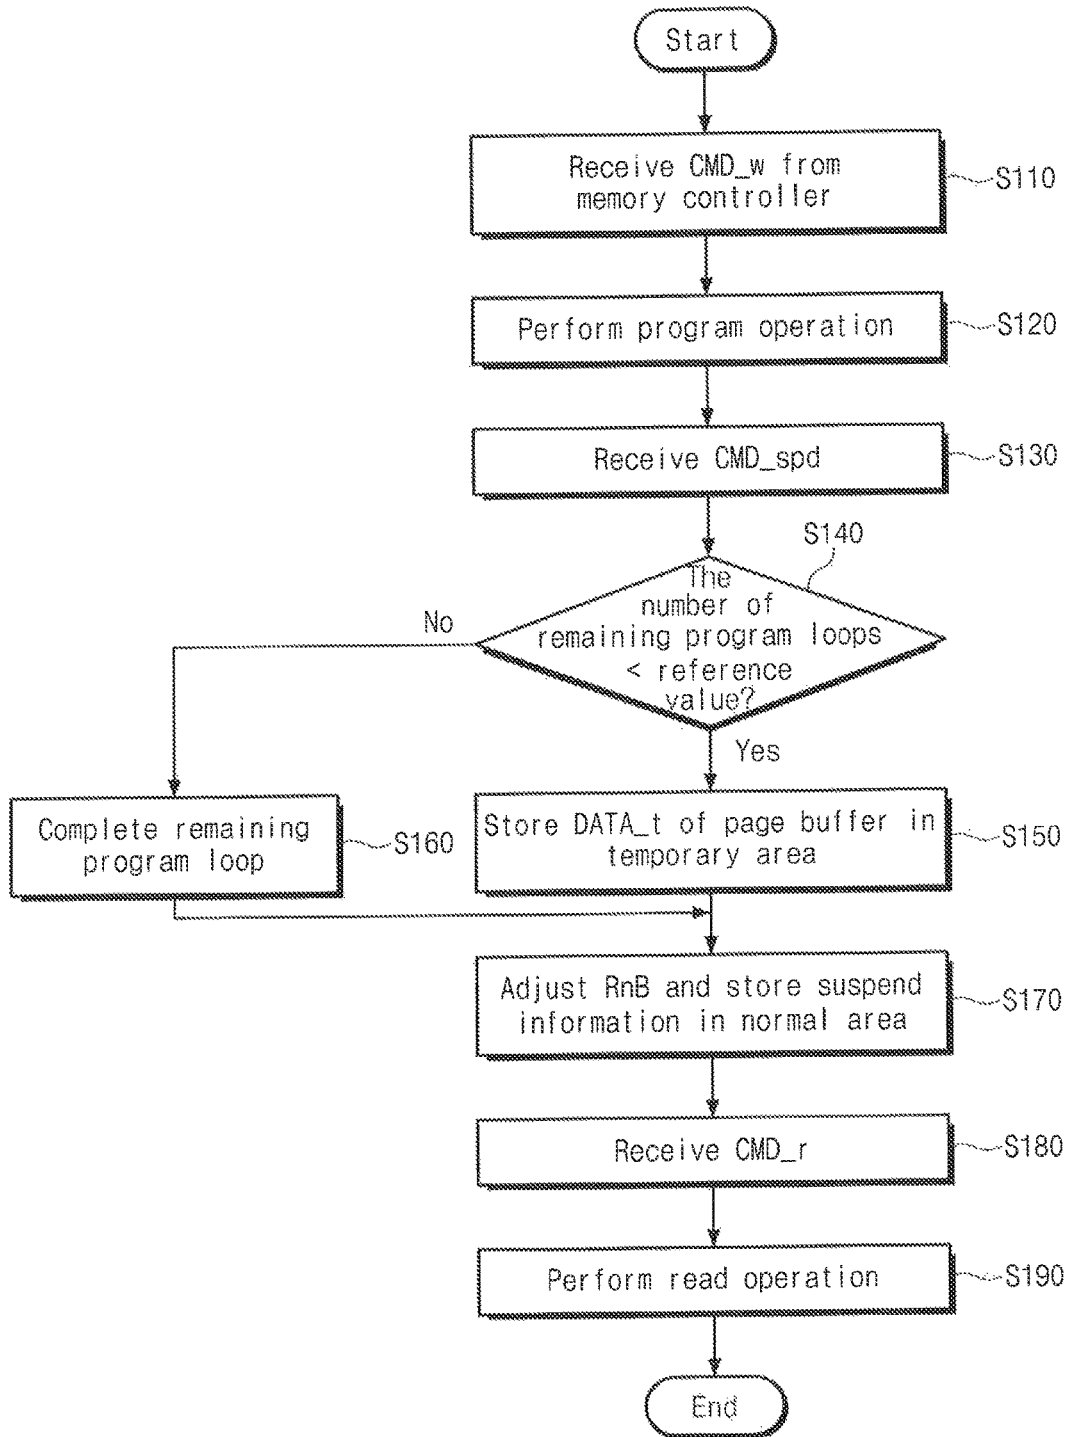 Start
Receive CMD_w from
memory controller
S110
Perform program operation
S120
Receive CMD_spd
S130
S140
The
number of
remaining program loops
< reference
value?
No
Yes
Complete remaining
program loop
S160
Store DATA_t of page buffer in
temporary area
S150
Adjust RnB and store suspend
information in normal area
S170
Receive CMD_r
S180
Perform read operation
S190
End